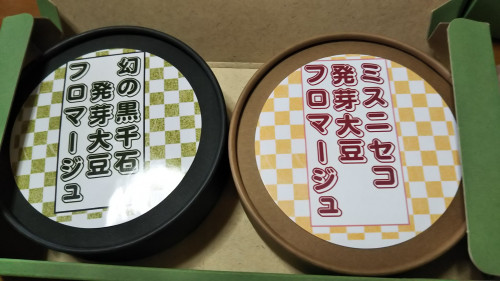 幻の黒千石
発芽大豆
フロマージュ
ミスニセコ
発芽大豆
フロマージュ